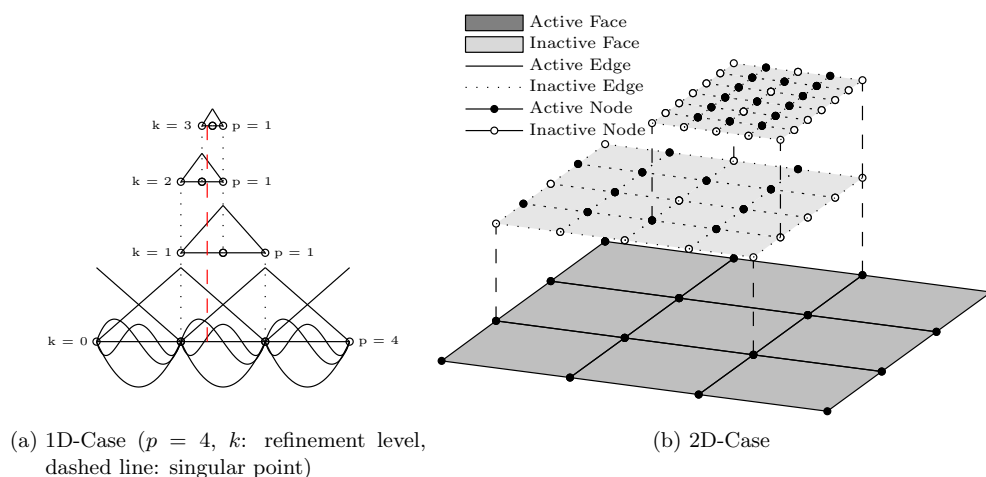 Active Face
Inactive Face
Active Edge
Inactive Edge
Active Node
Inactive Node
k = 3
p = 1
k = 2
p = 1
k = 1
p = 1
k = 0
p = 4
(a) 1D-Case (p = 4, k: refinement level,
dashed line: singular point)
(b) 2D-Case